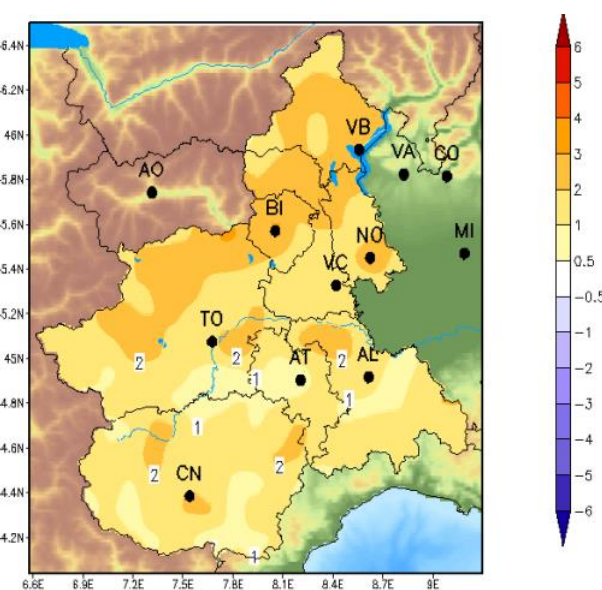 6.4N
6.2N
46N
5.8N
5.6N
5.4N
5.2N
45N
4.8N
4.6N
4.4N
4.2N
VB
VA
CO
AO
BI
NO
MI
VC
TO
2
2
AT
2
AL
1
1
1
2
2
CN
1
6.6E 6.9E 7.2E 7.5E 7.8E 8.1E 8.4E 8.7E 9E
6
5
4
3
2
1
0.5
-0.5
-1
-2
-3
-4
-5
-6